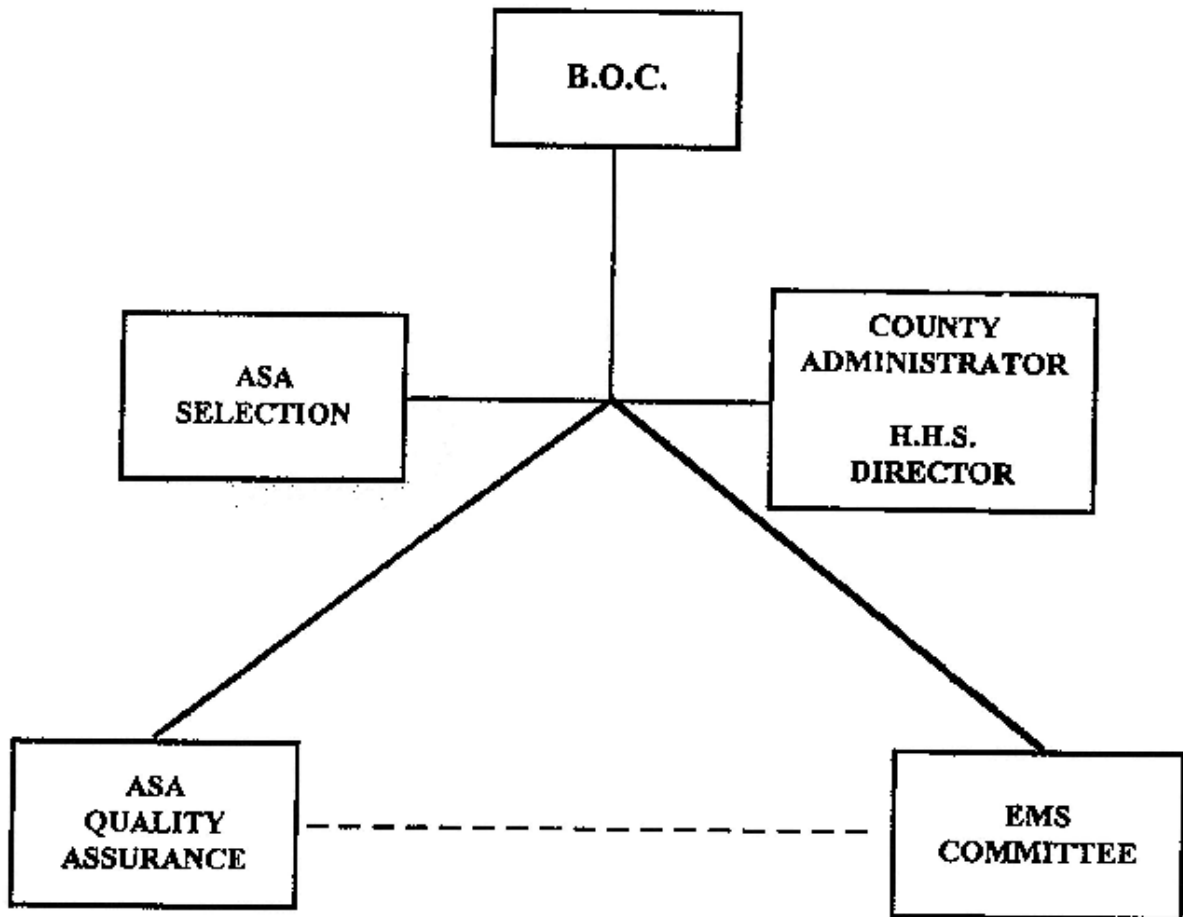 B.O.C.
ASA
SELECTION
COUNTY
ADMINISTRATOR
H.H.S.
DIRECTOR
ASA
QUALITY
ASSURANCE
EMS
COMMITTEE